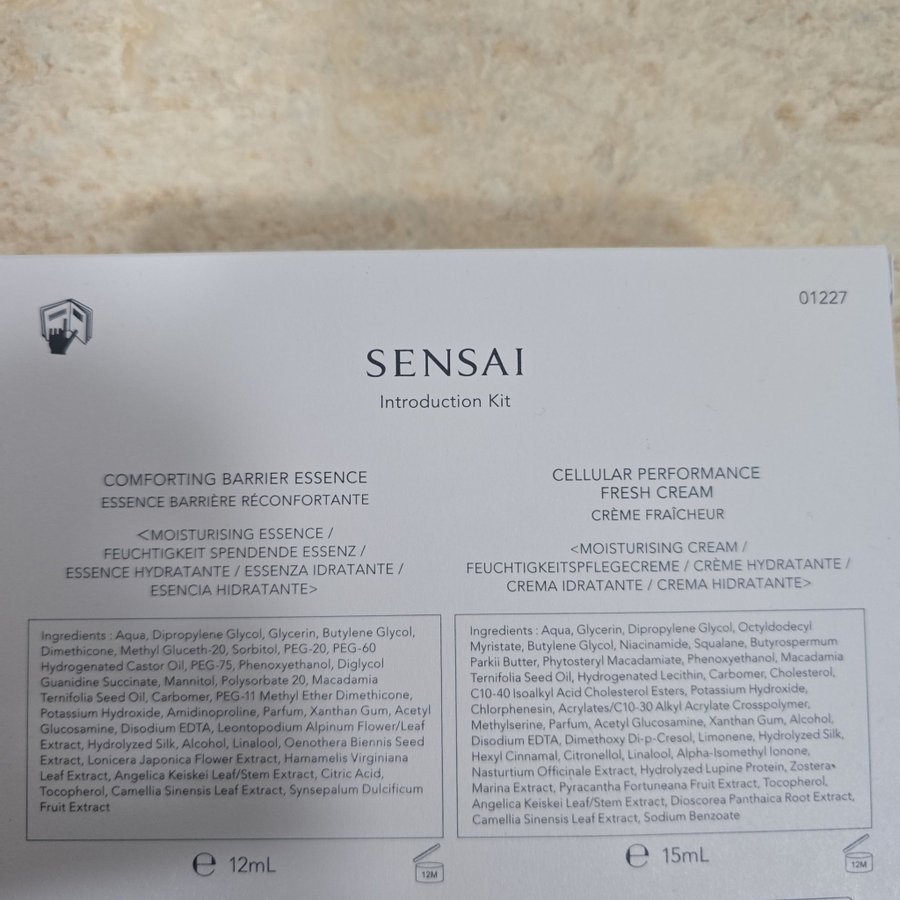 01227
SENSAI
Introduction Kit
COMFORTING BARRIER ESSENCE
ESSENCE BARRIÈRE RÉCONFORTANTE
<MOISTURISING ESSENCE /
FEUCHTIGKEIT SPENDENDE ESSENZ /
ESSENCE HYDRATANTE / ESSENZA IDRATANTE /
ESENCIA HIDRATANTE>
Ingredients : Aqua, Dipropylene Glycol, Glycerin, Butylene Glycol,
Dimethicone, Methyl Gluceth-20, Sorbitol, PEG-20, PEG-60
Hydrogenated Castor Oil, PEG-75, Phenoxyethanol, Diglycol
Guanidine Succinate, Mannitol, Polysorbate 20, Macadamia
Ternifolia Seed Oil, Carbomer, PEG-11 Methyl Ether Dimethicone,
Potassium Hydroxide, Amidinoproline, Parfum, Xanthan Gum, Acetyl
Glucosamine, Disodium EDTA, Leontopodium Alpinum Flower/Leaf
Extract, Hydrolyzed Silk, Alcohol, Linalool, Oenothera Biennis Seed
Extract, Lonicera Japonica Flower Extract, Hamamelis Virginiana
Leaf Extract, Angelica Keiskei Leaf/Stem Extract, Citric Acid,
Tocopherol, Camellia Sinensis Leaf Extract, Synsepalum Dulcificum
Fruit Extract
℮ 12mL
12M
CELLULAR PERFORMANCE
FRESH CREAM
CRÈME FRAÎCHEUR
<MOISTURISING CREAM /
FEUCHTIGKEITSPFLEGECREME / CRÈME HYDRATANTE /
CREMA IDRATANTE / CREMA HIDRATANTE>
Ingredients : Aqua, Glycerin, Dipropylene Glycol, Octyldodecyl
Myristate, Butylene Glycol, Niacinamide, Squalane, Butyrospermum
Parkii Butter, Phytosteryl Macadamiate, Phenoxyethanol, Macadamia
Ternifolia Seed Oil, Hydrogenated Lecithin, Carbomer, Cholesterol,
C10-40 Isoalkyl Acid Cholesterol Esters, Potassium Hydroxide,
Chlorphenesin, Acrylates/C10-30 Alkyl Acrylate Crosspolymer,
Methylserine, Parfum, Acetyl Glucosamine, Xanthan Gum, Alcohol,
Disodium EDTA, Dimethoxy Di-p-Cresol, Limonene, Hydrolyzed Silk,
Hexyl Cinnamal, Citronellol, Linalool, Alpha-Isomethyl Ionone,
Nasturtium Officinale Extract, Hydrolyzed Lupine Protein, Zostera
Marina Extract, Pyracantha Fortuneana Fruit Extract, Tocopherol,
Angelica Keiskei Leaf/Stem Extract, Dioscorea Panthaica Root Extract,
Camellia Sinensis Leaf Extract, Sodium Benzoate
℮ 15mL
12M